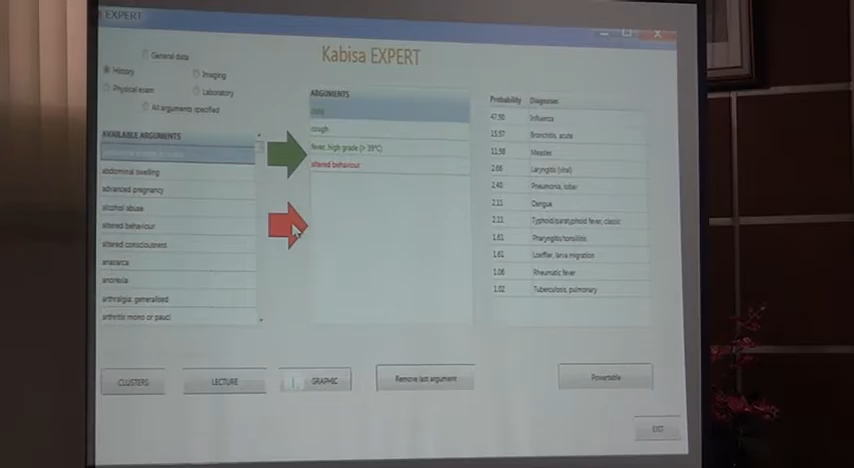 EXPERT
Kabisa EXPERT
General data
History
Imaging
Physical exam
Laboratory
All arguments specified
AVAILABLE ARGUMENTS
abdominal swelling
advanced pregnancy
alcohol abuse
altered behaviour
altered consciousness
anasarca
anorexia
arthralgia: generalised
arthritis mono or pauci
ARGUMENTS
cough
fever, high grade (> 39°C)
altered behaviour
Probability Diagnoses
47.50 Influenza
15.57 Bronchitis, acute
11.58 Measles
2.66 Laryngitis (viral)
2.40 Pneumonia, lobar
2.11 Dengue
2.11 Typhoid/paratyphoid fever, classic
1.61 Pharyngitis/tonsillitis
1.61 Loeffler, larva migration
1.06 Rheumatic fever
1.02 Tuberculosis, pulmonary
CLUSTERS
LECTURE
GRAPHIC
Remove last argument
Powertable
EXIT